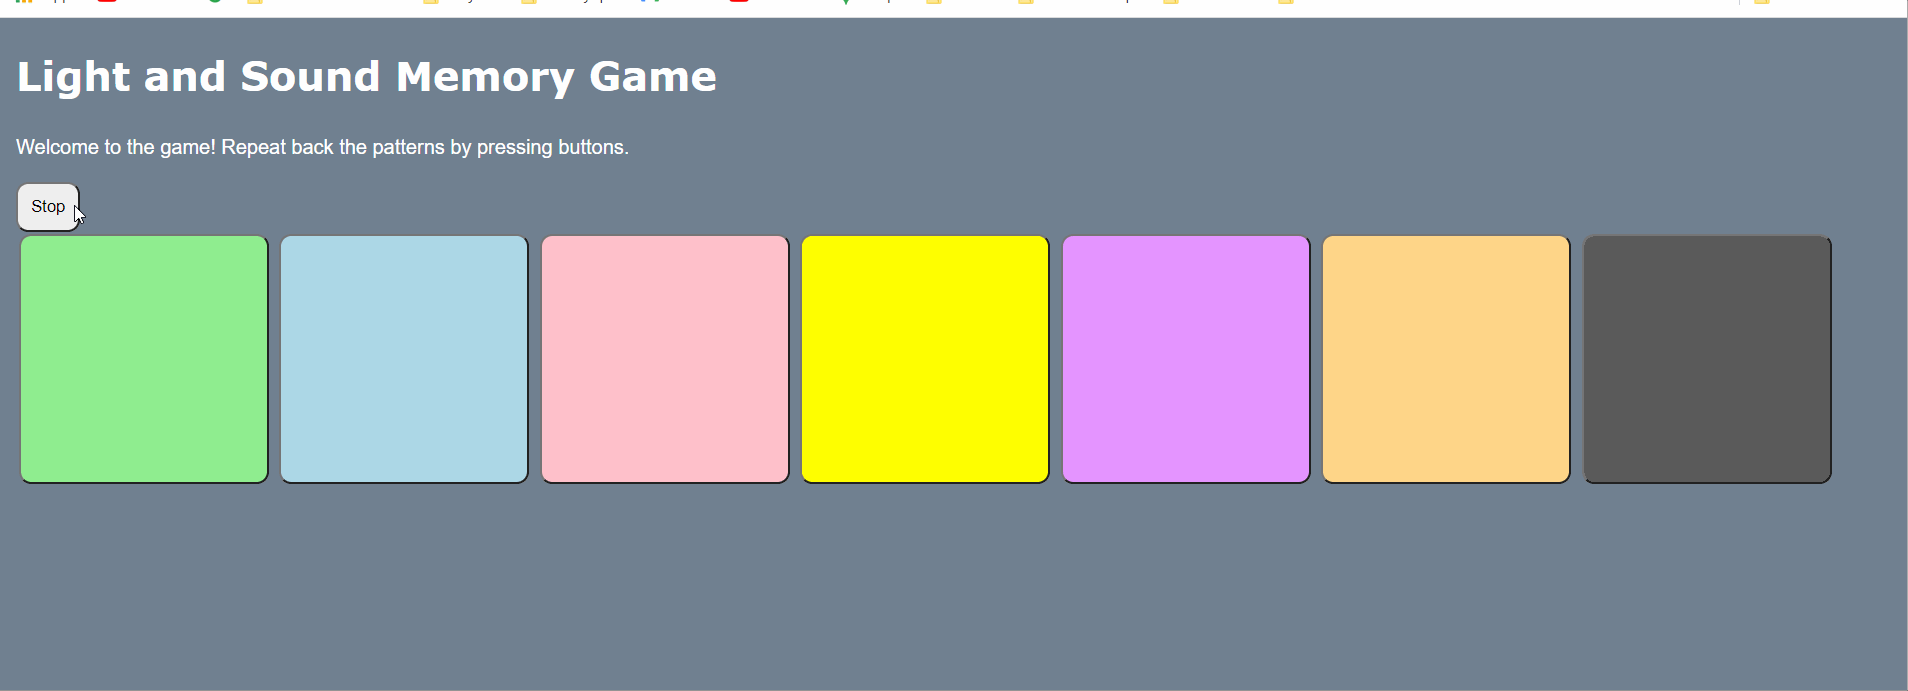 Light and Sound Memory Game
Welcome to the game! Repeat back the patterns by pressing buttons.
Stop